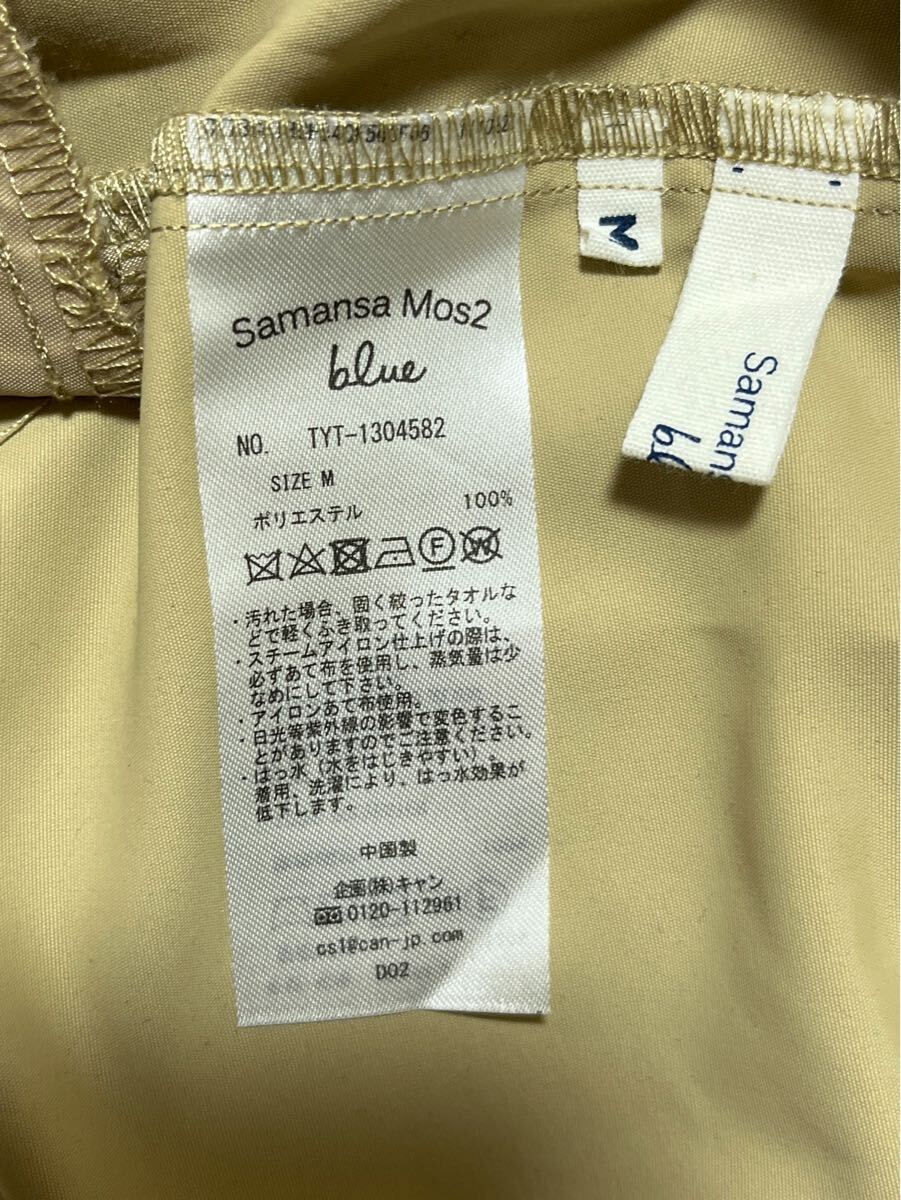 Samansa Mos2
blue
NO. TYT-1304582
SIZE M
ポリエステル 100%
F W
・汚れた場合、固く絞ったタオルな
どで軽くふき取ってください。
・スチームアイロン仕上げの際は、
必ずあて布を使用し、蒸気量は少
なめにして下さい。
・アイロンあて布使用。
・日光等紫外線の影響で変色するこ
とがありますのでご注意ください。
・はっ水（水をはじきやすい）。
着用、洗濯により、はっ水効果が
低下します。
中国製
企画(株)キャン
0120-112961
cs1@can-jp.com
D02
M
Saman
bl